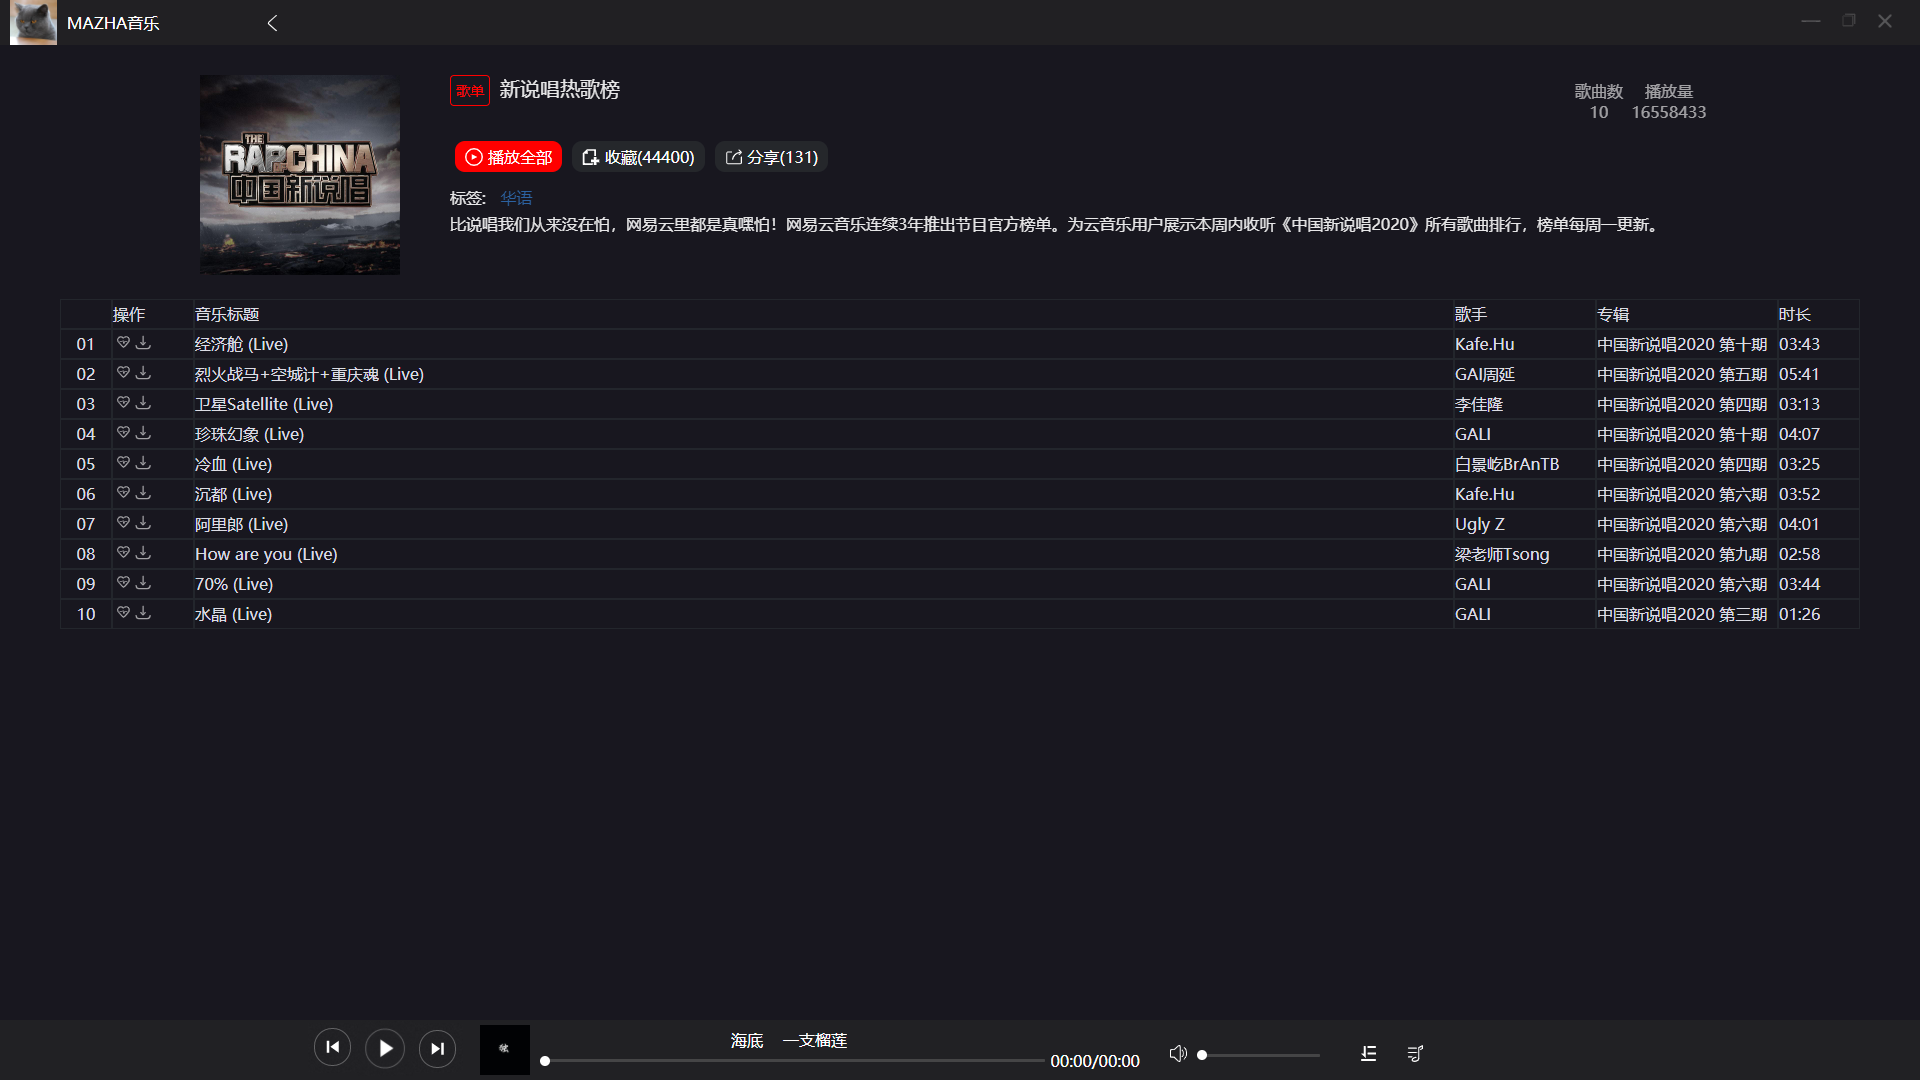 MAZHA音乐
THE
RAP OF CHINA
中国新说唱
歌单 新说唱热歌榜
歌曲数 播放量
10 16558433
播放全部 收藏(44400) 分享(131)
标签: 华语
比说唱我们从来没在怕，网易云里都是真嘿怕！网易云音乐连续3年推出节目官方榜单。为云音乐用户展示本周内收听《中国新说唱2020》所有歌曲排行，榜单每周一更新。
操作 音乐标题 歌手 专辑 时长
01 经济舱 (Live) Kafe.Hu 中国新说唱2020 第十期 03:43
02 烈火战马+空城计+重庆魂 (Live) GAI周延 中国新说唱2020 第五期 05:41
03 卫星Satellite (Live) 李佳隆 中国新说唱2020 第四期 03:13
04 珍珠幻象 (Live) GALI 中国新说唱2020 第十期 04:07
05 冷血 (Live) 白景屹BrAnTB 中国新说唱2020 第四期 03:25
06 沉都 (Live) Kafe.Hu 中国新说唱2020 第六期 03:52
07 阿里郎 (Live) Ugly Z 中国新说唱2020 第六期 04:01
08 How are you (Live) 梁老师Tsong 中国新说唱2020 第九期 02:58
09 70% (Live) GALI 中国新说唱2020 第六期 03:44
10 水晶 (Live) GALI 中国新说唱2020 第三期 01:26
海底 一支榴莲
00:00/00:00